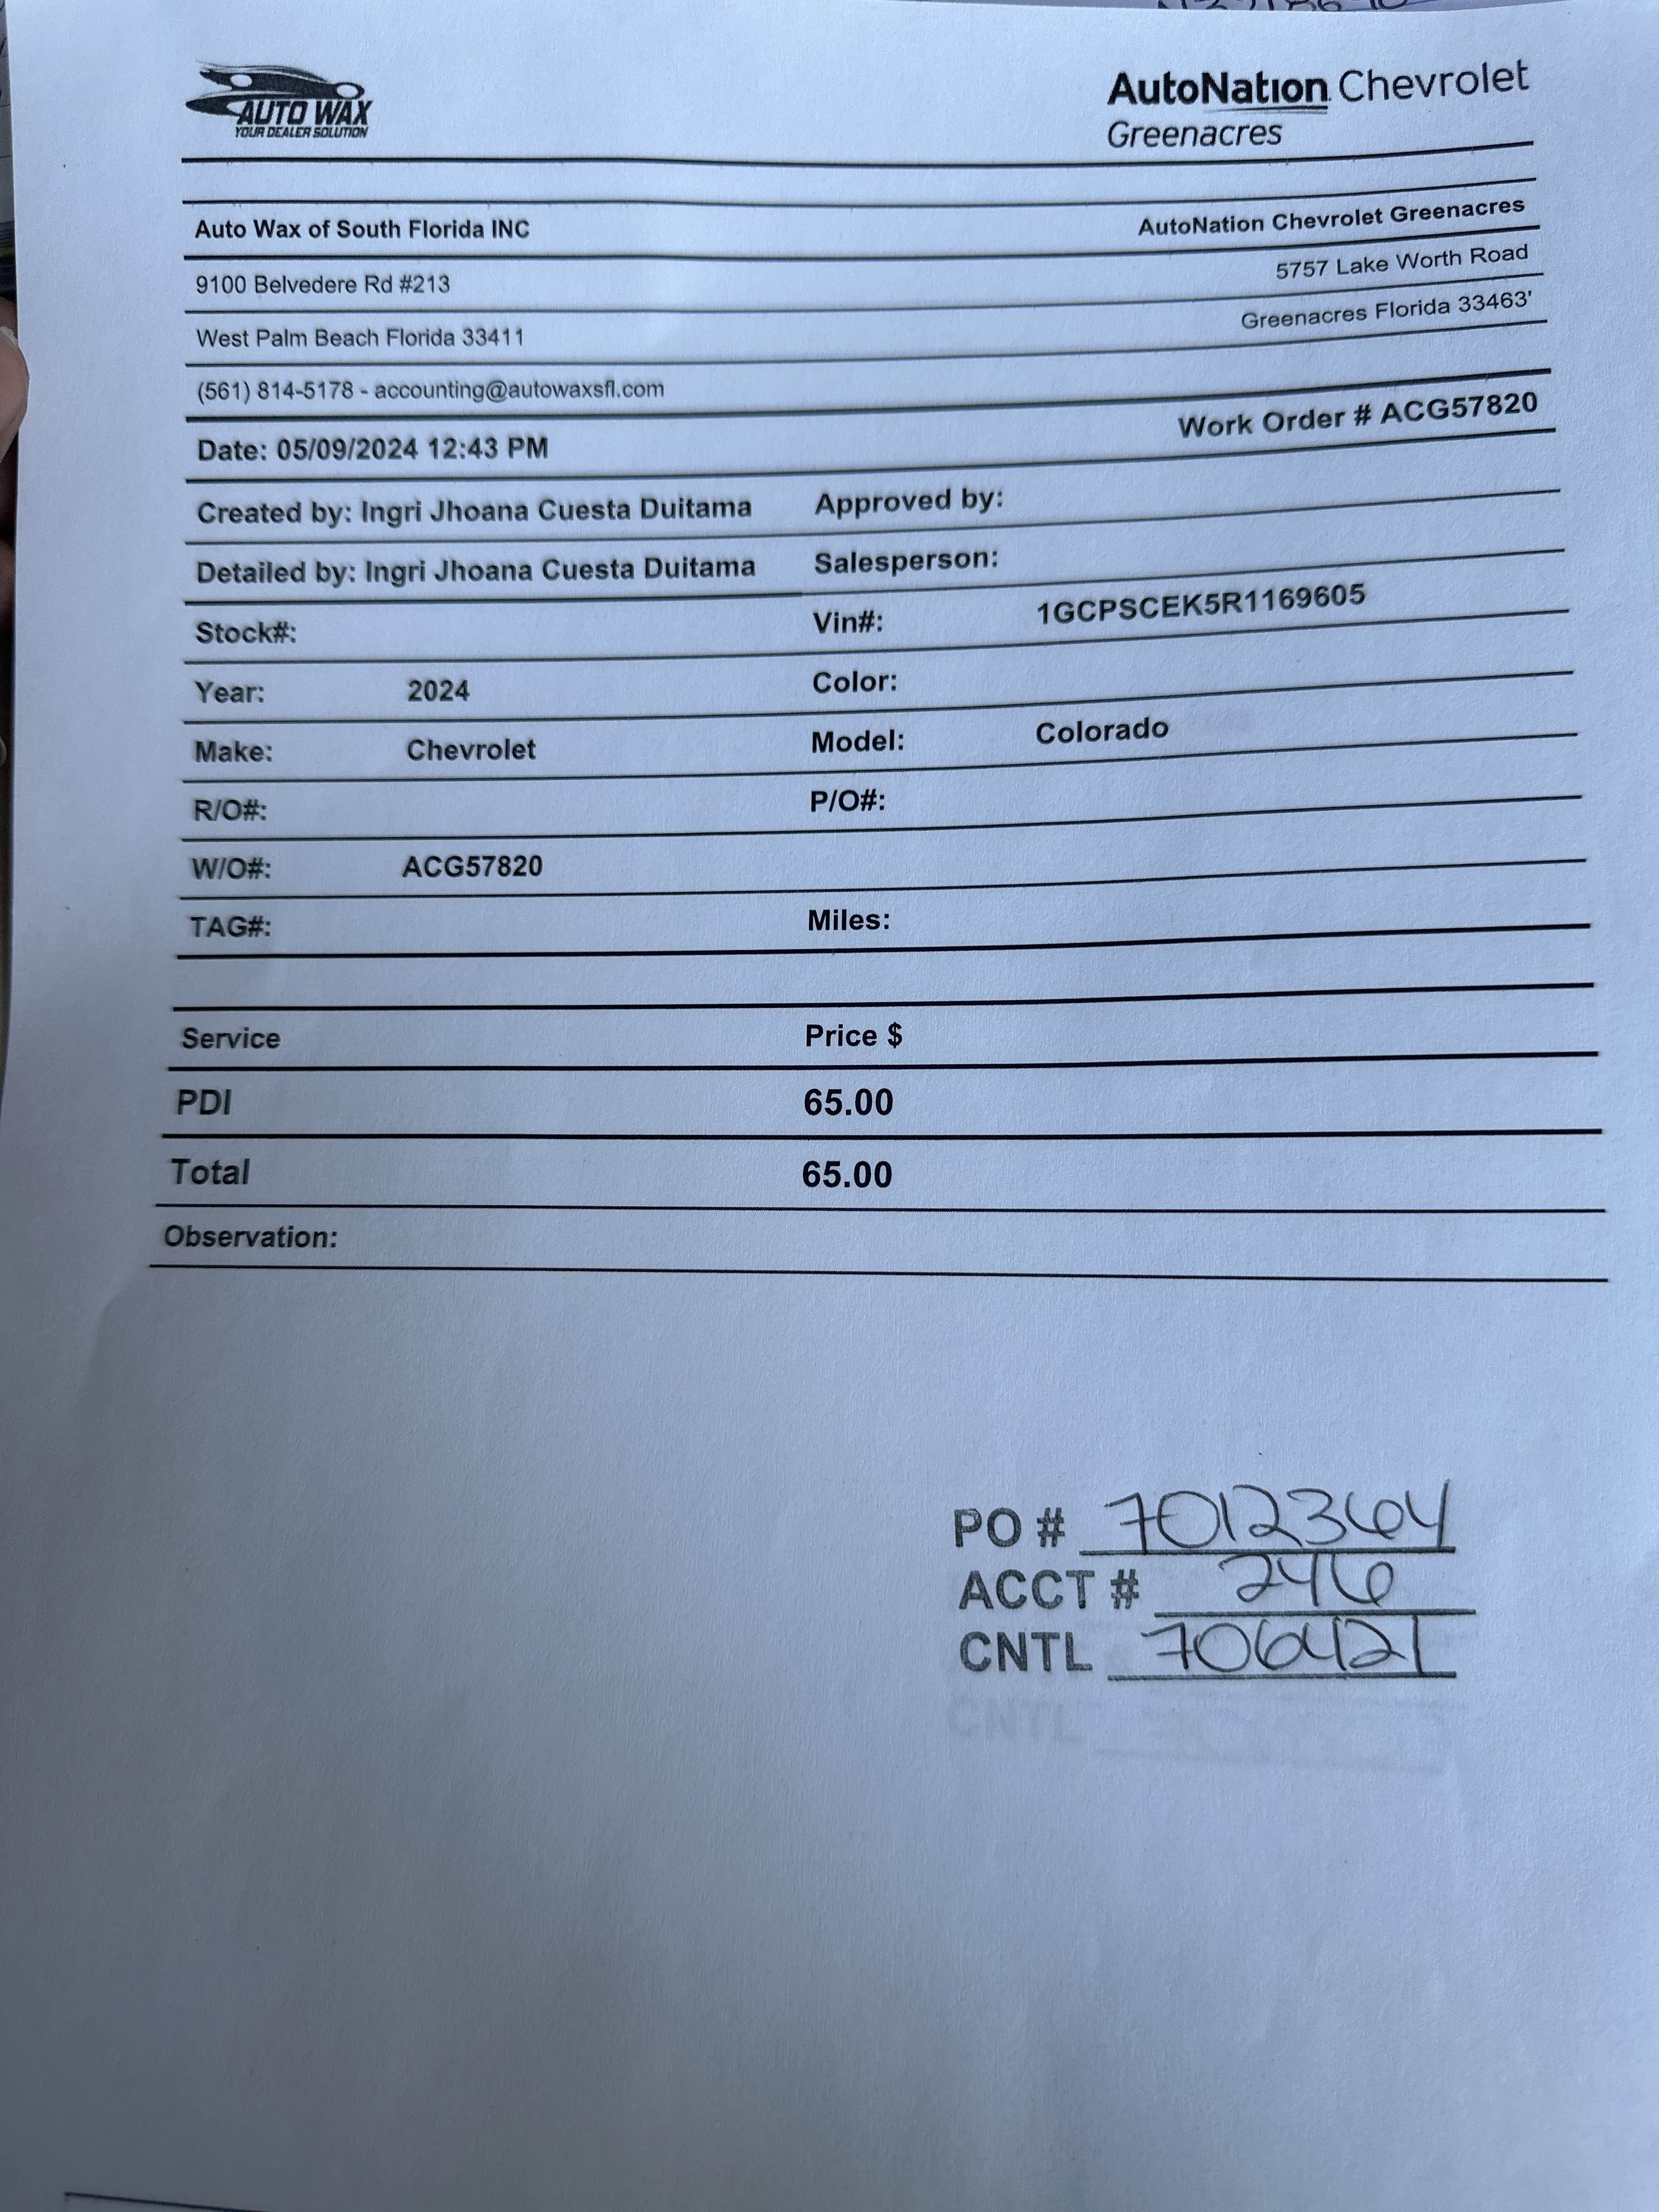 AUTO WAX
YOUR DEALER SOLUTION
AutoNation Chevrolet
Greenacres
Auto Wax of South Florida INC
AutoNation Chevrolet Greenacres
9100 Belvedere Rd #213
5757 Lake Worth Road
West Palm Beach Florida 33411
Greenacres Florida 33463'
(561) 814-5178 - accounting@autowaxsfl.com
Date: 05/09/2024 12:43 PM
Work Order # ACG57820
Created by: Ingri Jhoana Cuesta Duitama Approved by:
Detailed by: Ingri Jhoana Cuesta Duitama Salesperson:
Stock#: Vin#: 1GCPSCEK5R1169605
Year: 2024 Color:
Make: Chevrolet Model: Colorado
R/O#: P/O#:
W/O#: ACG57820
TAG#: Miles:
Service Price $
PDI 65.00
Total 65.00
Observation:
PO # 7012364
ACCT # 246
CNTL 706421
CNTL